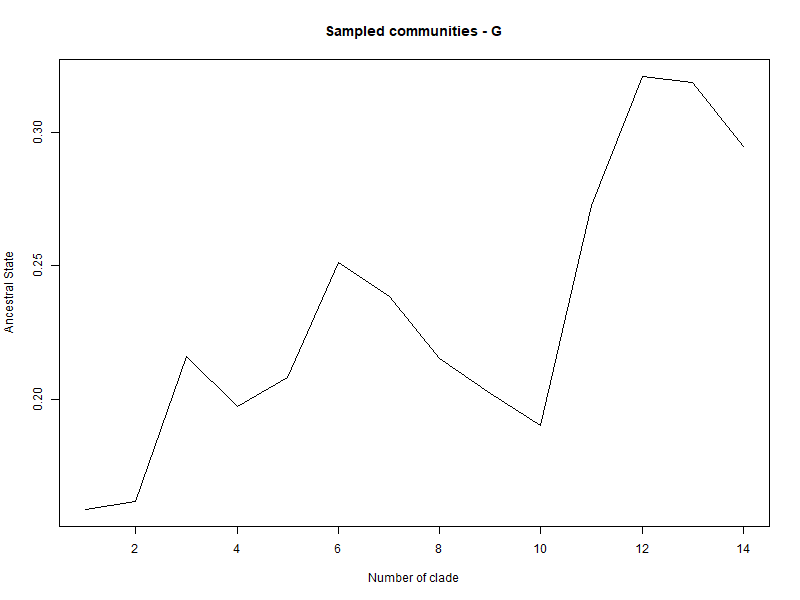 Sampled communities - G
Ancestral State
0.30
0.25
0.20
2 4 6 8 10 12 14
Number of clade